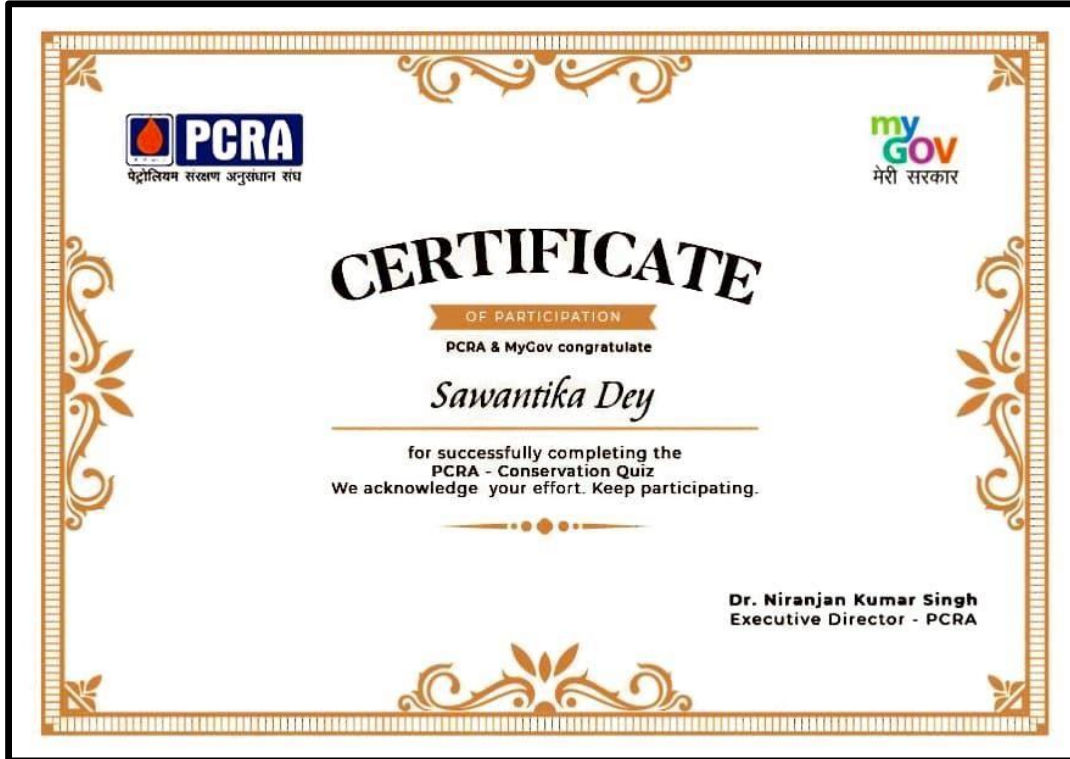 PCRA
पेट्रोलियम संरक्षण अनुसंधान संघ
my
GOV
मेरी सरकार
CERTIFICATE
OF PARTICIPATION
PCRA & MyGov congratulate
Sawantika Dey
for successfully completing the
PCRA - Conservation Quiz
We acknowledge your effort. Keep participating.
Dr. Niranjan Kumar Singh
Executive Director - PCRA